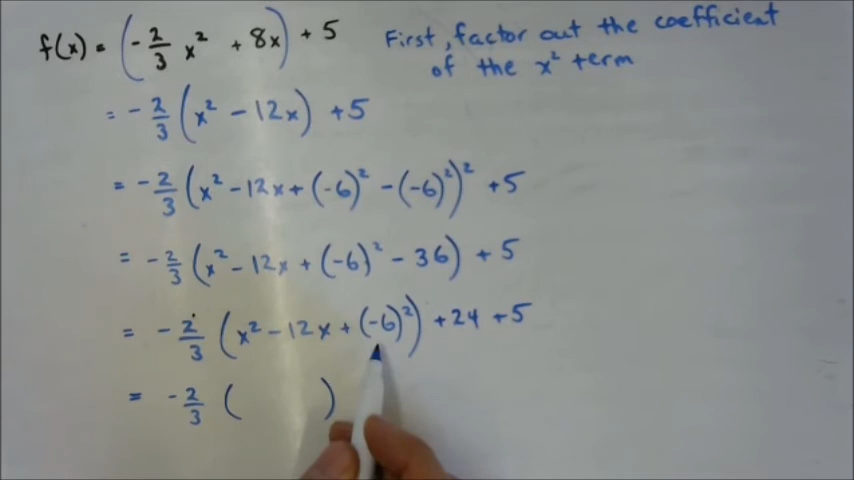 f(x) = (-2/3 x² + 8x) + 5
First, factor out the coefficient
of the x² term
= -2/3 (x² - 12x) + 5
= -2/3 (x² - 12x + (-6)² - (-6)²)² + 5
= -2/3 (x² - 12x + (-6)² - 36) + 5
= -2/3 (x² - 12x + (-6)²) + 24 + 5
= -2/3 ( )